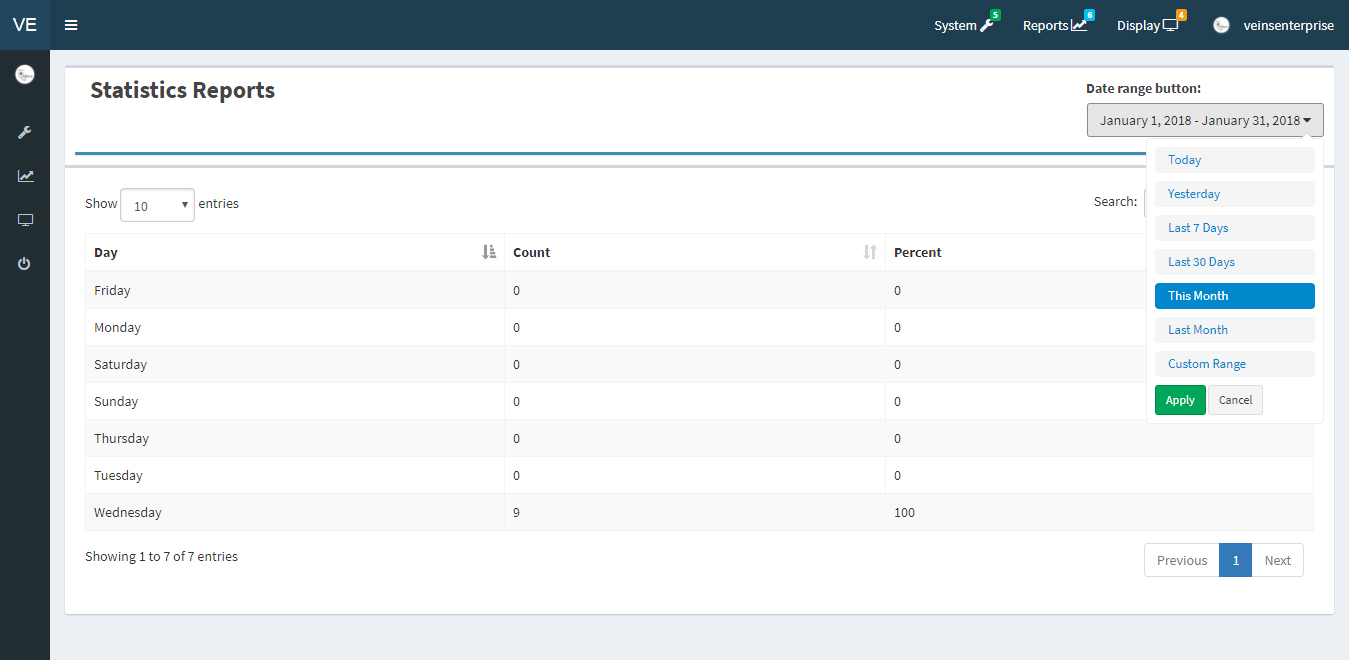 VE
System 5 Reports 6 Display 4 veinsenterprise
Statistics Reports
Date range button:
January 1, 2018 - January 31, 2018
Today
Yesterday
Last 7 Days
Last 30 Days
This Month
Last Month
Custom Range
Apply Cancel
Show 10 entries
Search:
Day Count Percent
Friday 0 0
Monday 0 0
Saturday 0 0
Sunday 0 0
Thursday 0 0
Tuesday 0 0
Wednesday 9 100
Showing 1 to 7 of 7 entries
Previous 1 Next